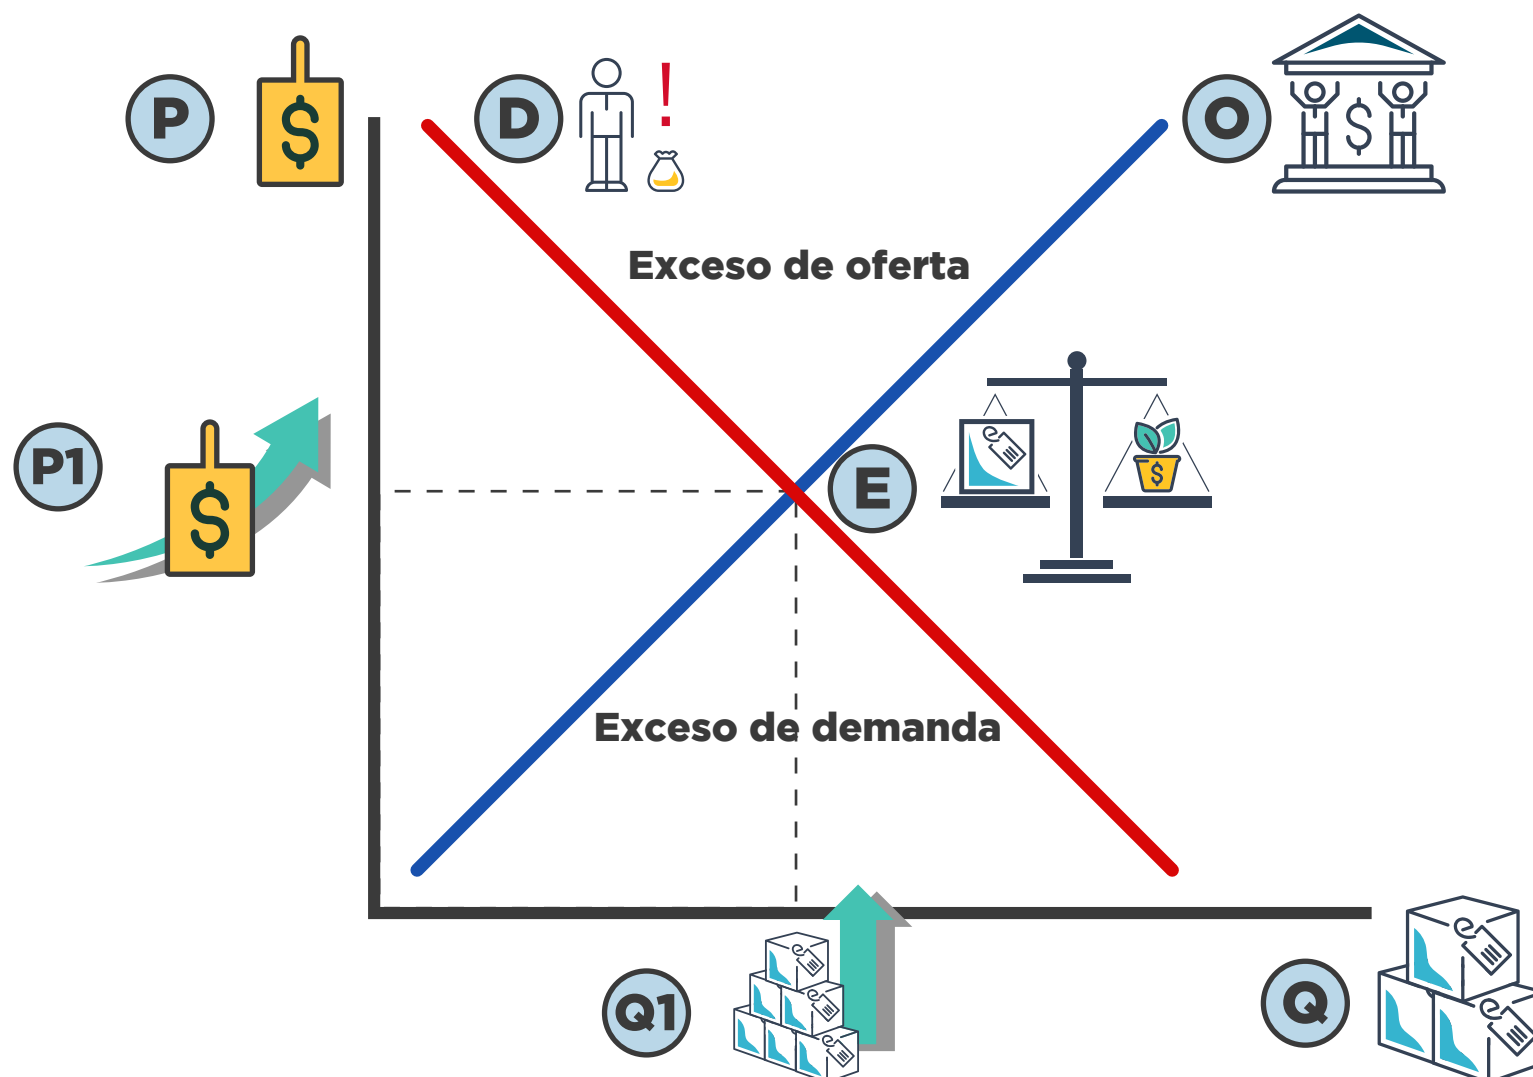 P
$
D
!
O
$
Exceso de oferta
P1
$
E
$
Exceso de demanda
Q1
Q